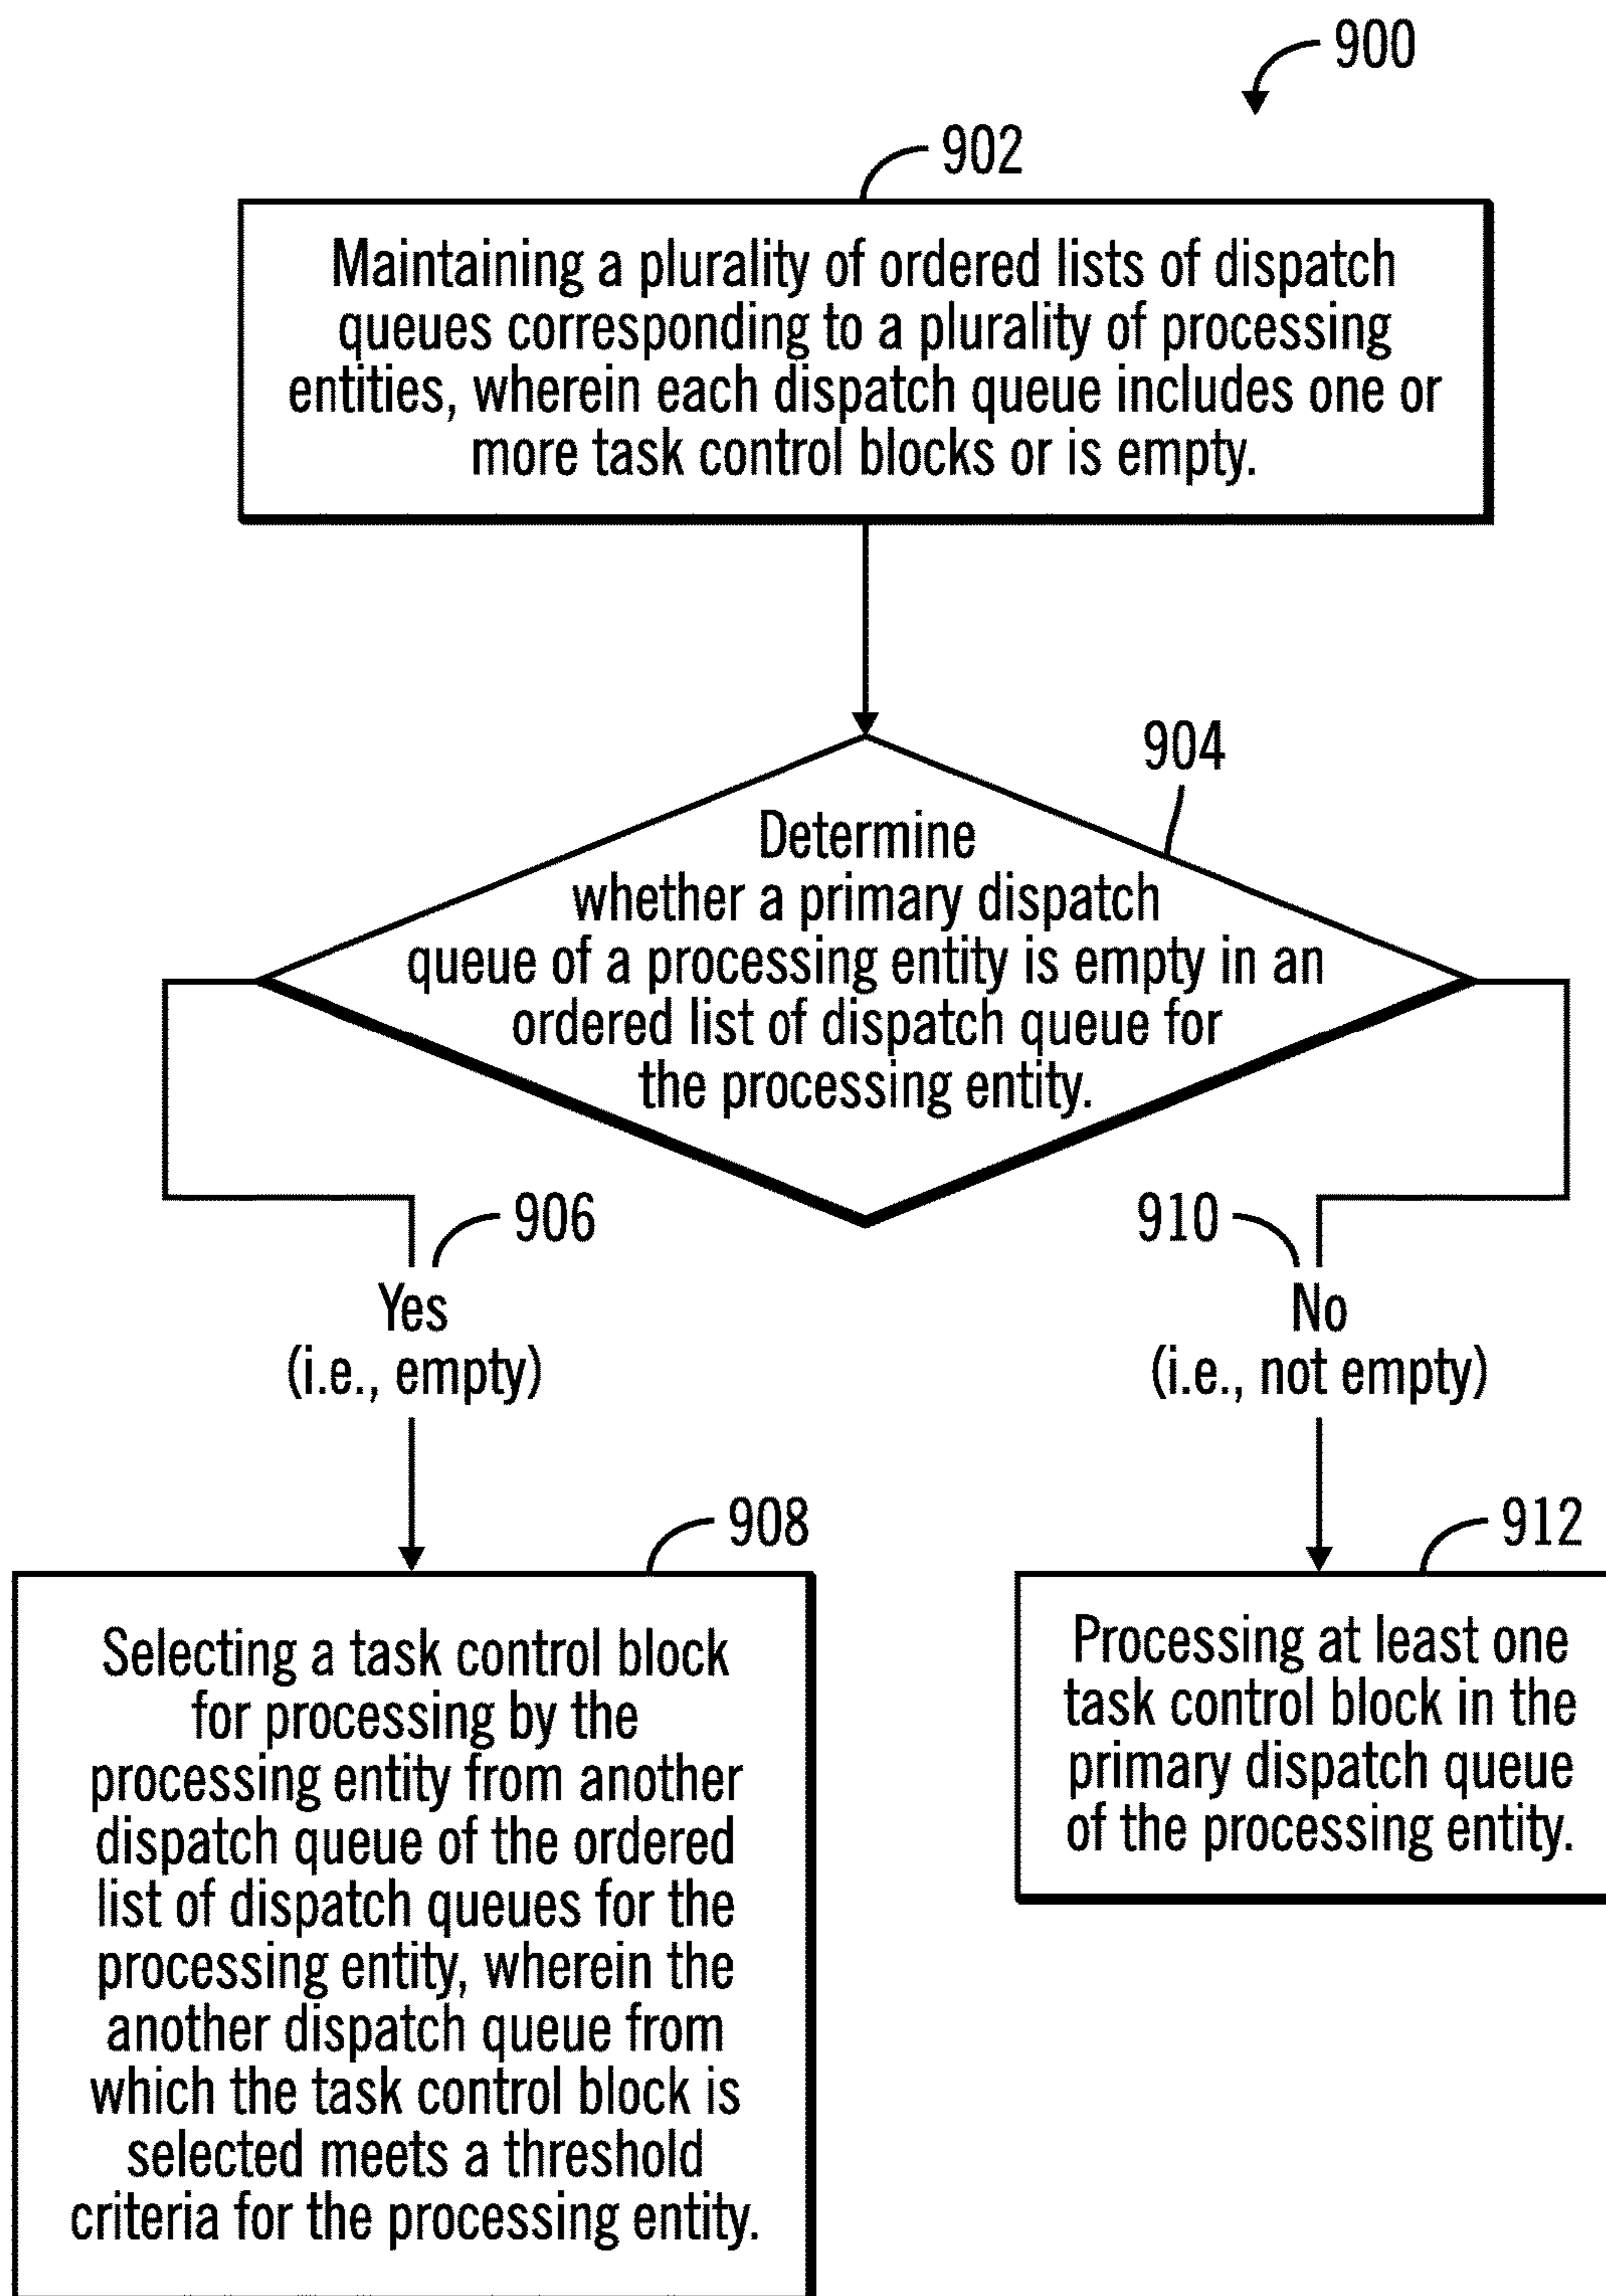 900
902
Maintaining a plurality of ordered lists of dispatch
queues corresponding to a plurality of processing
entities, wherein each dispatch queue includes one or
more task control blocks or is empty.
904
Determine
whether a primary dispatch
queue of a processing entity is empty in an
ordered list of dispatch queue for
the processing entity.
906
Yes
(i.e., empty)
910
No
(i.e., not empty)
908
Selecting a task control block
for processing by the
processing entity from another
dispatch queue of the ordered
list of dispatch queues for the
processing entity, wherein the
another dispatch queue from
which the task control block is
selected meets a threshold
criteria for the processing entity.
912
Processing at least one
task control block in the
primary dispatch queue
of the processing entity.